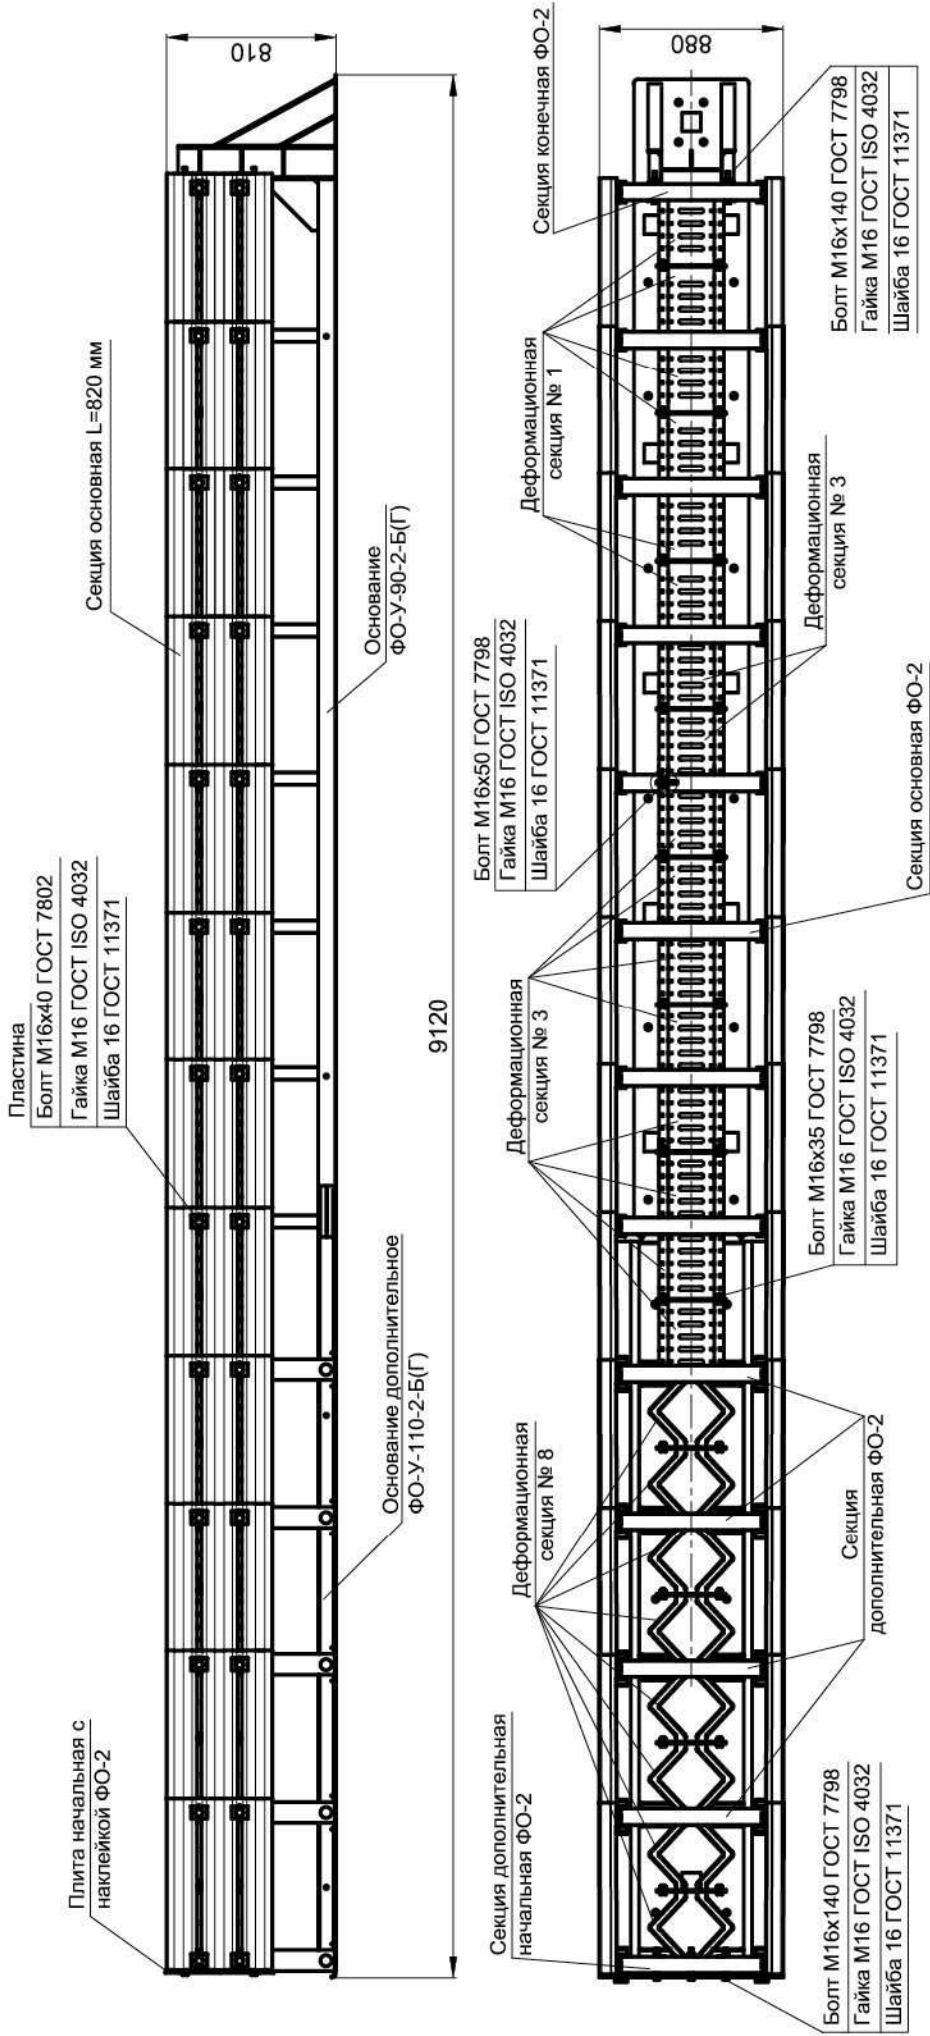 Плита начальная с
наклейкой ФО-2
Пластина
Болт М16х40 ГОСТ 7802
Гайка М16 ГОСТ ISO 4032
Шайба 16 ГОСТ 11371
Секция основная L=820 мм
810
Основание дополнительное
ФО-У-110-2-Б(Г)
Основание
ФО-У-90-2-Б(Г)
9120
Секция дополнительная
начальная ФО-2
Деформационная
секция № 8
Деформационная
секция № 3
Болт М16х50 ГОСТ 7798
Гайка М16 ГОСТ ISO 4032
Шайба 16 ГОСТ 11371
Деформационная
секция № 1
Секция конечная ФО-2
880
Болт М16х140 ГОСТ 7798
Гайка М16 ГОСТ ISO 4032
Шайба 16 ГОСТ 11371
Секция
дополнительная ФО-2
Болт М16х35 ГОСТ 7798
Гайка М16 ГОСТ ISO 4032
Шайба 16 ГОСТ 11371
Секция основная ФО-2
Деформационная
секция № 3
Болт М16х140 ГОСТ 7798
Гайка М16 ГОСТ ISO 4032
Шайба 16 ГОСТ 11371